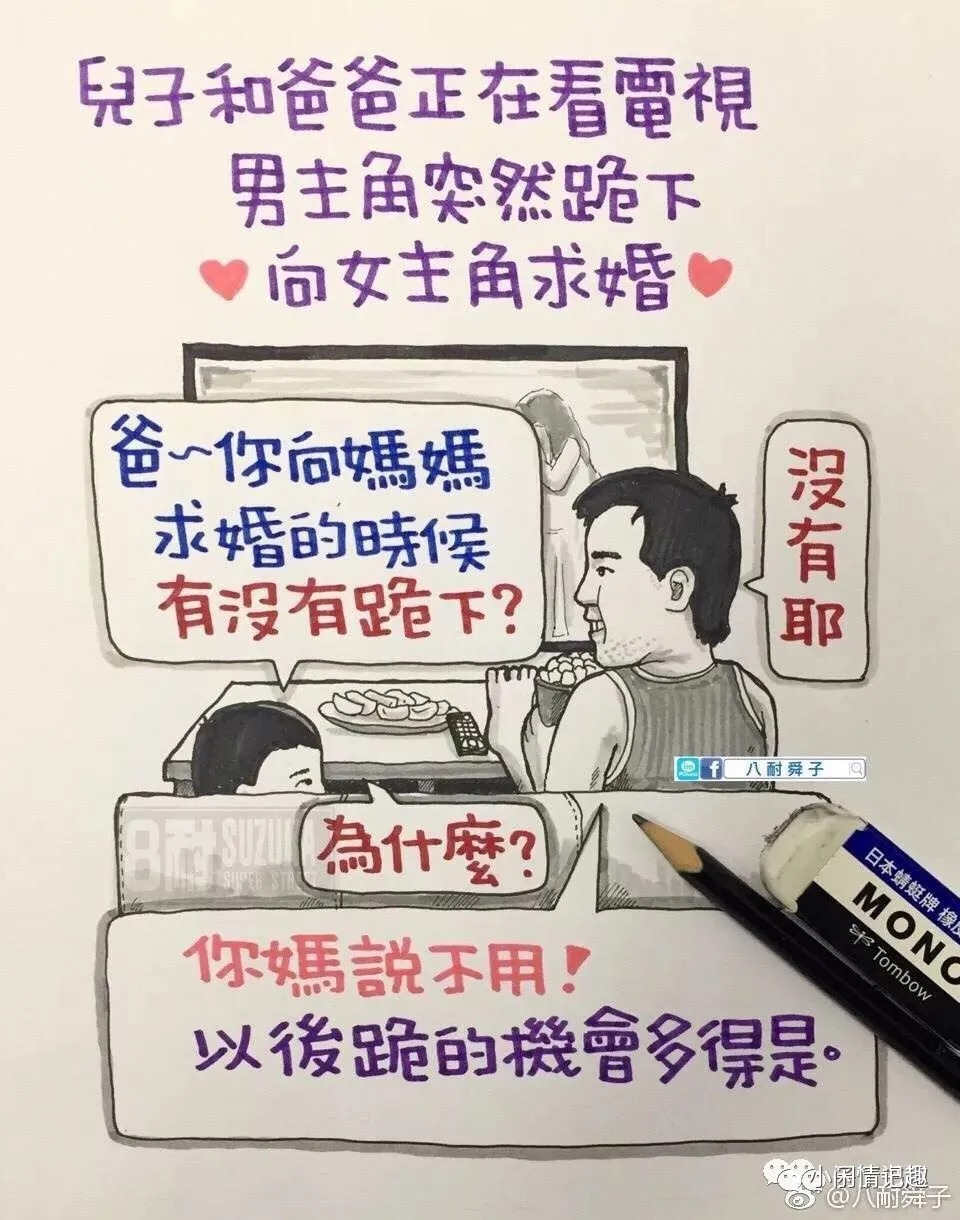 兒子和爸爸正在看電視
男主角突然跪下
向女主角求婚
爸～你向媽媽
求婚的時候
有沒有跪下?
沒有耶
為什麼?
你媽說不用!
以後跪的機會多得是。
八耐舜子
8耐
SUZUKA
SUPER STREET
日本蜻蜓牌
MONO
Tombow
小闲情记趣
@八耐舜子